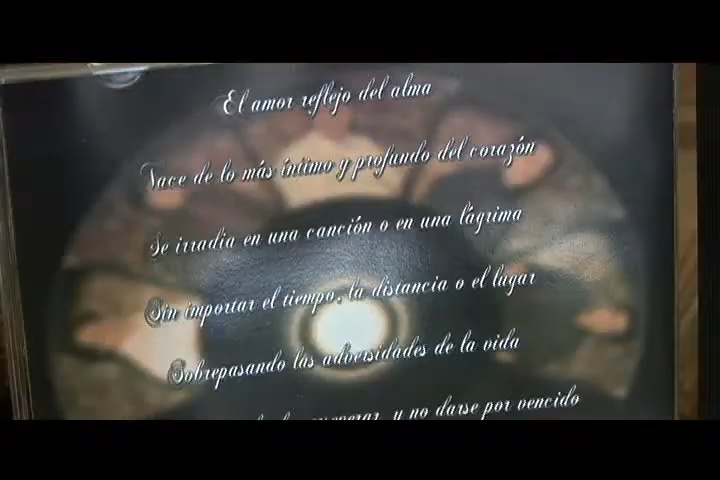 El amor reflejo del alma
Nace de lo más íntimo y profundo del corazón
Se irradia en una canción o en una lágrima
Sin importar el tiempo, la distancia o el lugar
Sobrepasando las adversidades de la vida
y no darse por vencido